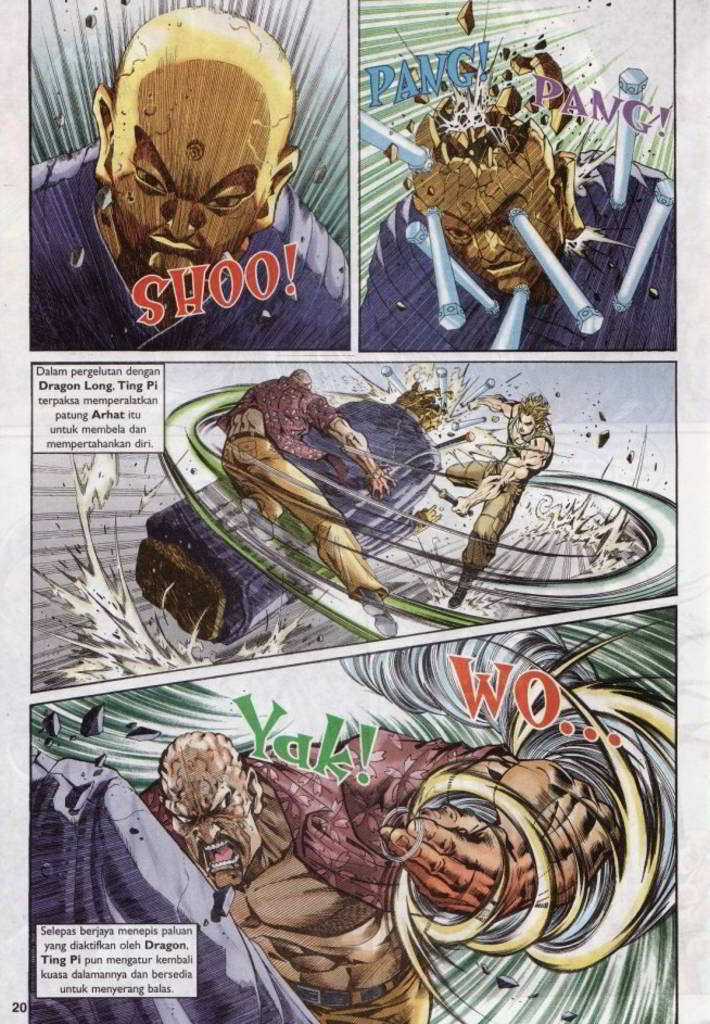 SHOO!
PANG!
PANG!
Dalam pergelutan dengan
Dragon Long, Ting Pi
terpaksa memperalatkan
patung Arhat itu
untuk membela dan
mempertahankan diri.
WO...
Yak!
Selepas berjaya menepis paluan
yang diaktifkan oleh Dragon,
Ting Pi pun mengatur kembali
kuasa dalamannya dan bersedia
untuk menyerang balas.
20